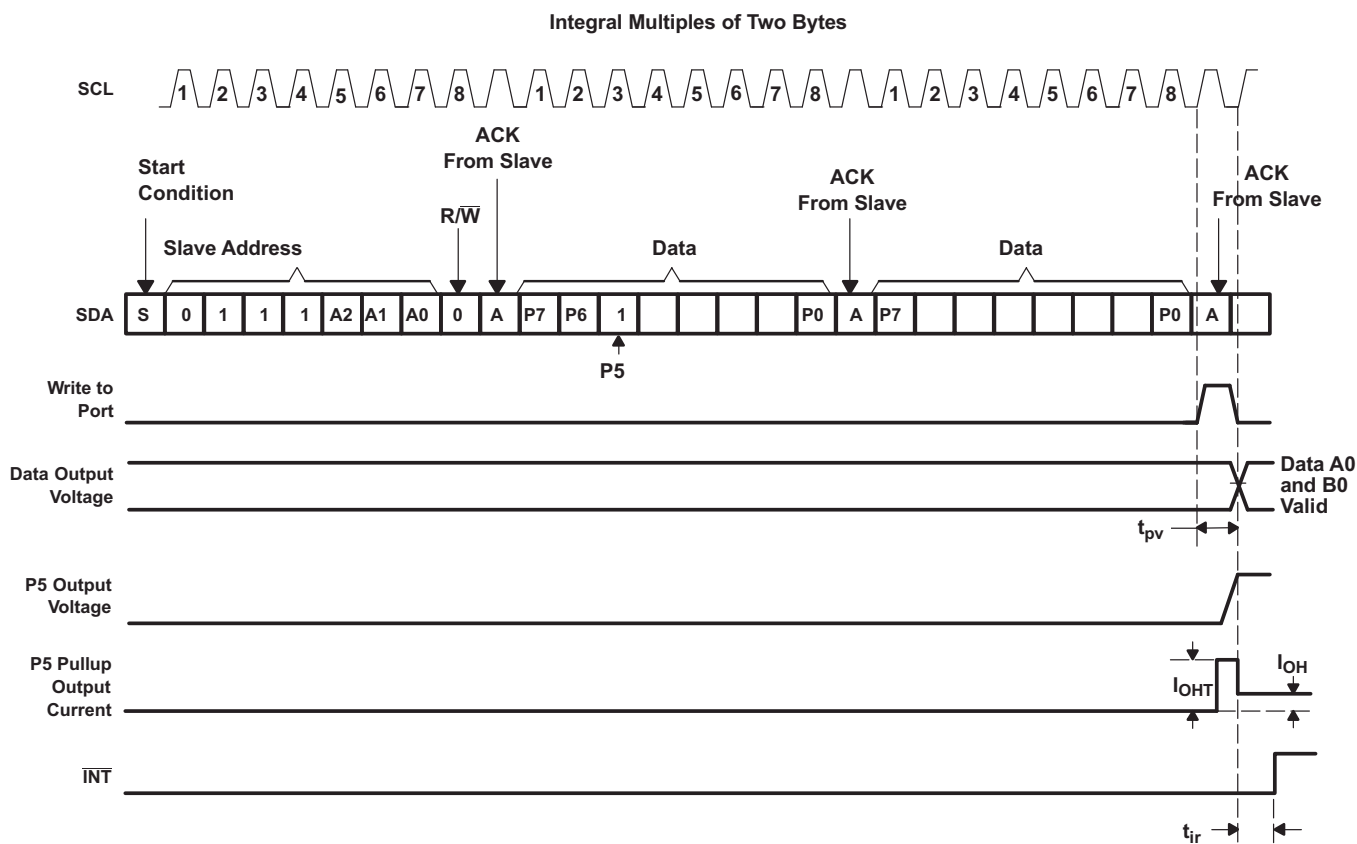 Integral Multiples of Two Bytes
SCL
1 2 3 4 5 6 7 8 1 2 3 4 5 6 7 8 1 2 3 4 5 6 7 8
Start
Condition
ACK
From Slave
ACK
From Slave
ACK
From Slave
R/W̅
Slave Address
Data
Data
SDA
S 0 1 1 1 A2 A1 A0 0 A P7 P6 1 P0 A P7 P0 A
P5
Write to
Port
Data Output
Voltage
Data A0
and B0
Valid
tpv
P5 Output
Voltage
P5 Pullup
Output
Current
IOHT
IOH
I̅N̅T̅
tir